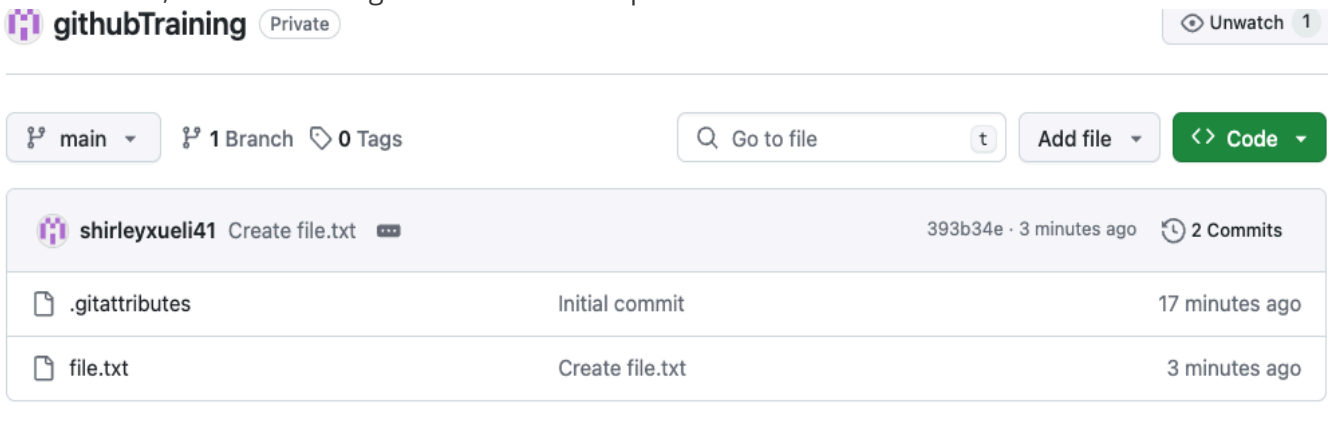 githubTraining Private Unwatch 1
main 1 Branch 0 Tags Go to file t Add file <> Code
shirleyxueli41 Create file.txt 393b34e · 3 minutes ago 2 Commits
.gitattributes Initial commit 17 minutes ago
file.txt Create file.txt 3 minutes ago